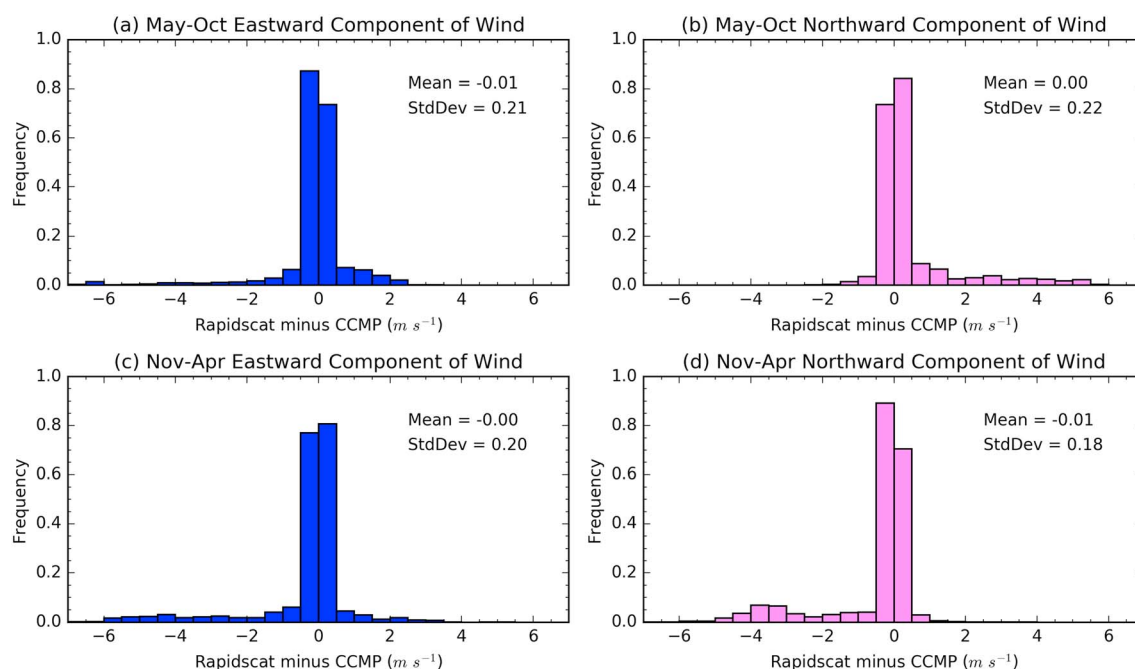 (a) May-Oct Eastward Component of Wind
1.0
0.8
0.6
0.4
0.2
0.0
Frequency
Mean = -0.01
StdDev = 0.21
−6 −4 −2 0 2 4 6
Rapidscat minus CCMP (m s⁻¹)
(b) May-Oct Northward Component of Wind
1.0
0.8
0.6
0.4
0.2
0.0
Frequency
Mean = 0.00
StdDev = 0.22
−6 −4 −2 0 2 4 6
Rapidscat minus CCMP (m s⁻¹)
(c) Nov-Apr Eastward Component of Wind
1.0
0.8
0.6
0.4
0.2
0.0
Frequency
Mean = -0.00
StdDev = 0.20
−6 −4 −2 0 2 4 6
Rapidscat minus CCMP (m s⁻¹)
(d) Nov-Apr Northward Component of Wind
1.0
0.8
0.6
0.4
0.2
0.0
Frequency
Mean = -0.01
StdDev = 0.18
−6 −4 −2 0 2 4 6
Rapidscat minus CCMP (m s⁻¹)